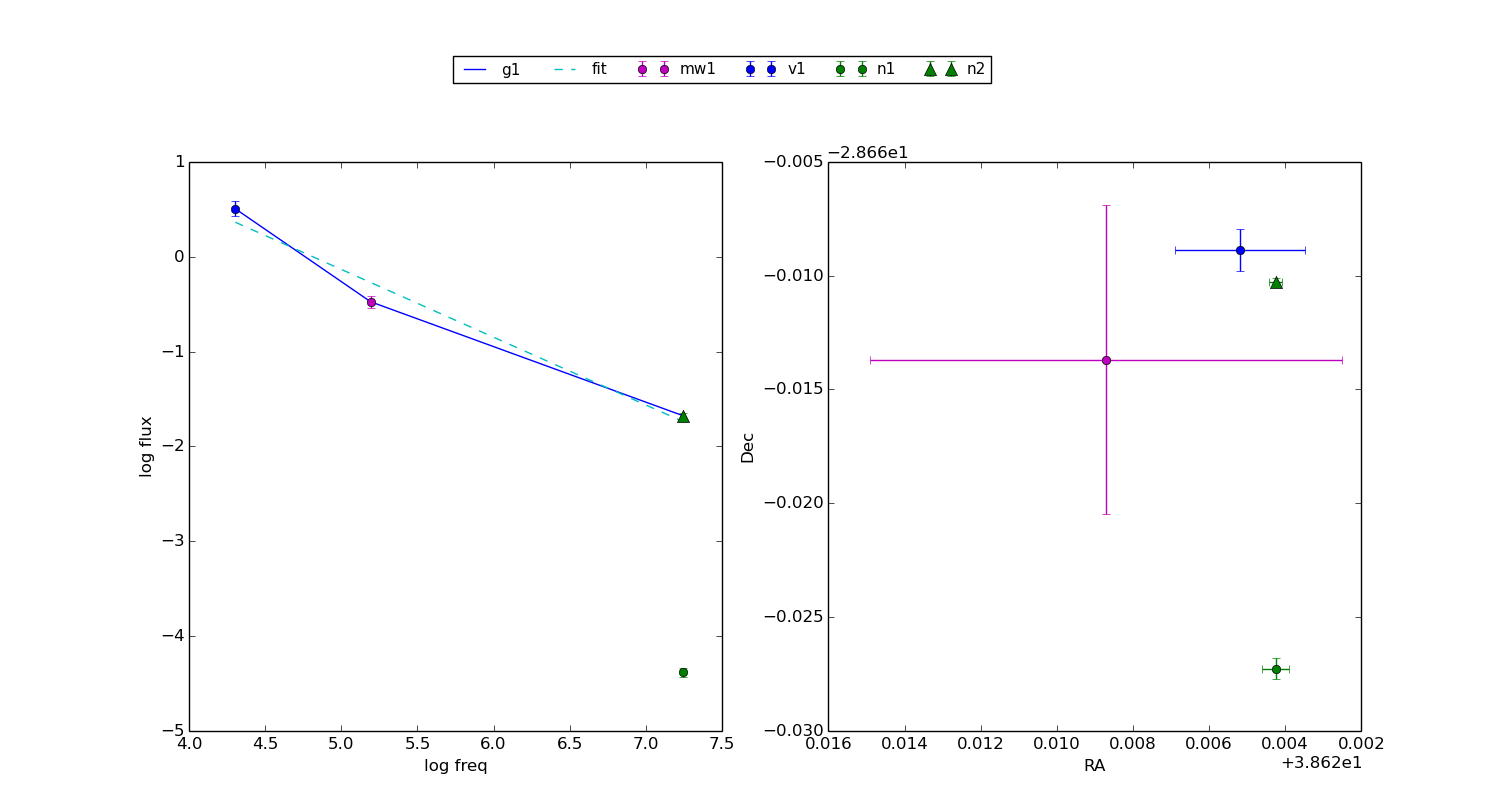 g1 fit mw1 v1 n1 n2
−2.866e1
1
0
−1
−2
−3
−4
−5
log flux
4.0 4.5 5.0 5.5 6.0 6.5 7.0 7.5
log freq
−0.005
−0.010
−0.015
−0.020
−0.025
−0.030
Dec
0.016 0.014 0.012 0.010 0.008 0.006 0.004 0.002
RA
+3.862e1